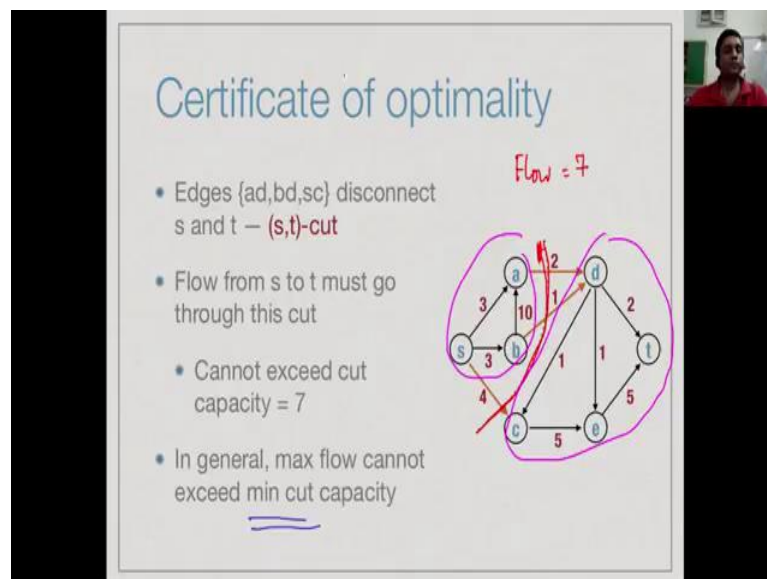 Certificate of optimality
Flow = 7
• Edges {ad,bd,sc} disconnect
s and t — (s,t)-cut
• Flow from s to t must go
through this cut
• Cannot exceed cut
capacity = 7
• In general, max flow cannot
exceed min cut capacity
a 2 d
3 10 1 2
s 3 b 1 1 t
4 5
c 5 e